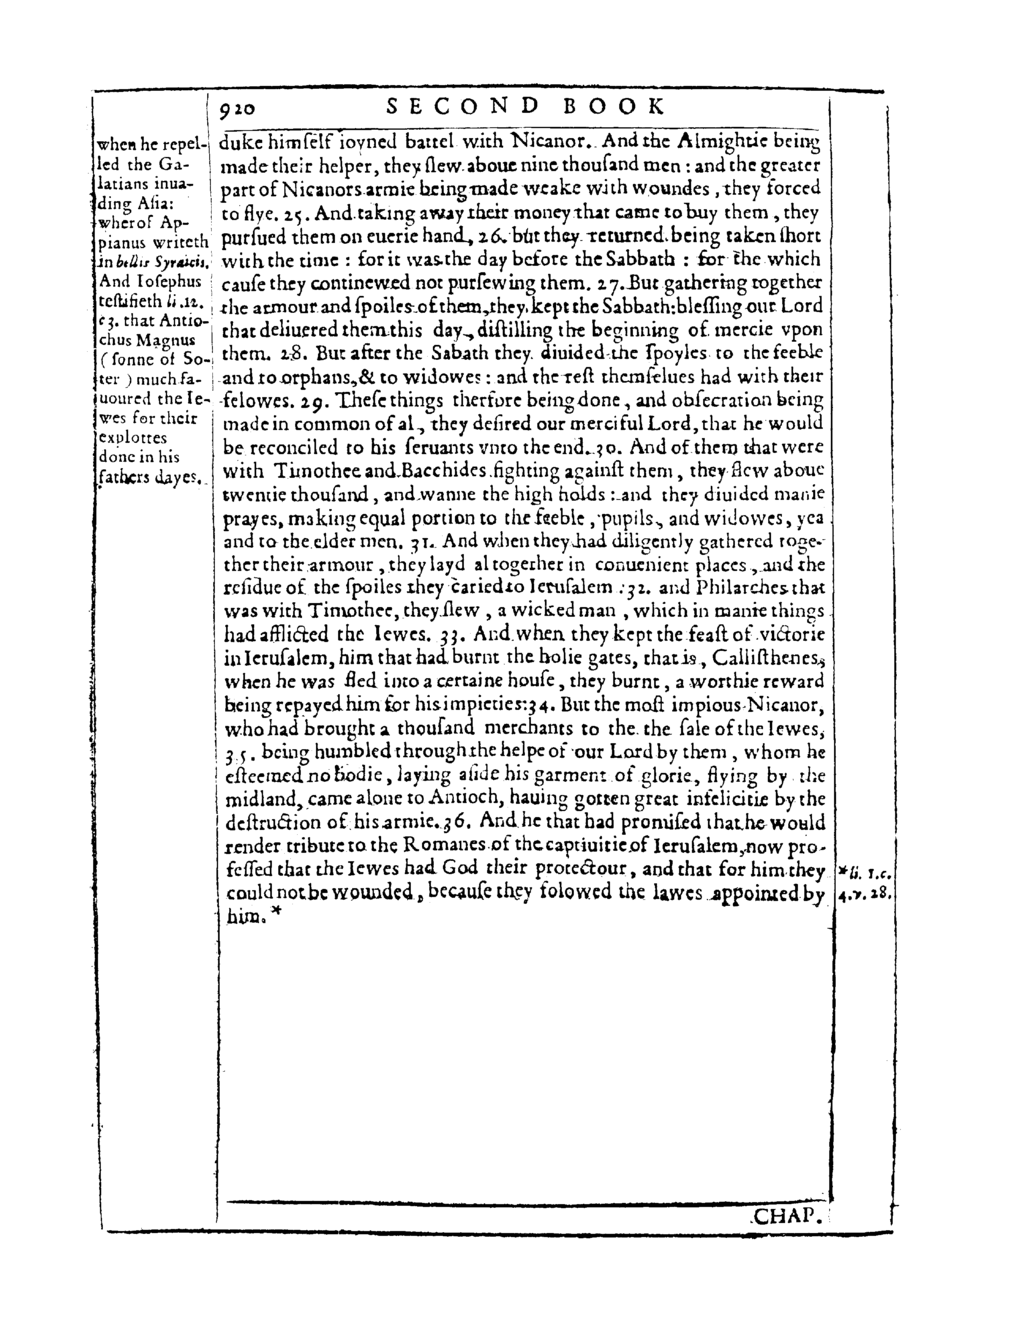 920 SECOND BOOK
when he repel-
led the Ga-
latians inua-
ding Aſia:
wherof Ap-
pianus writeth
in bellis Syriacis.
And Ioſephus
teſtifieth li.12.
c3. that Antio-
chus Magnus
( ſonne of So-
ter ) much fa-
uoured the Ie-
wes for their
explottes
done in his
fathers dayes.
duke himſelf ioyned battel with Nicanor. And the Almightie being
made their helper, they ſlew aboue nine thouſand men : and the greater
part of Nicanors armie being made weake with woundes , they forced
to flye. 25. And taking away their money that came to buy them , they
purſued them on euerie hand, 26. but they returned being taken ſhort
with the time : for it was the day before the Sabbath : for the which
cauſe they continewed not purſewing them. 27. But gathering together
the armour and ſpoiles of them, they kept the Sabbath: bleſſing our Lord
that deliuered them this day, diſtilling the beginning of mercie vpon
them. 28. But after the Sabath they diuided the ſpoyles to the feeble
and to orphans, & to widowes : and the reſt themſelues had with their
felowes. 29. Theſe things therfore being done , and obſecration being
made in common of al , they deſired our merciful Lord, that he would
be reconciled to his ſeruants vnto the end. 30. And of them that were
with Timothee and Bacchides fighting againſt them , they ſlew aboue
twentie thouſand , and wanne the high holds : and they diuided manie
prayes, making equal portion to the feeble , pupils, and widowes, yea
and to the elder men. 31. And when they had diligently gathered toge-
ther their armour , they layd al together in conuenient places , and the
reſidue of the ſpoiles they caried to Ieruſalem : 32. and Philarches that
was with Timothee, they ſlew , a wicked man , which in manie things
had afflicted the Iewes. 33. And when they kept the feaſt of victorie
in Ieruſalem, him that had burnt the holie gates, that is, Calliſthenes,
when he was fled into a certaine houſe , they burnt , a worthie reward
being repayed him for his impieties: 34. But the moſt impious Nicanor,
who had brought a thouſand merchants to the the ſale of the Iewes,
35. being humbled through the helpe of our Lord by them , whom he
eſteemed no bodie, laying aſide his garment of glorie, flying by the
midland, came alone to Antioch, hauing gotten great infelicitie by the
deſtruction of his armie. 36. And he that had promiſed that he would
render tribute to the Romanes of the captiuitie of Ieruſalem, now pro-
feſſed that the Iewes had God their protectour , and that for him they
could not be wounded, becauſe they folowed the lawes appointed by
him. *
*li. 1.c.
4.v. 28.
CHAP.